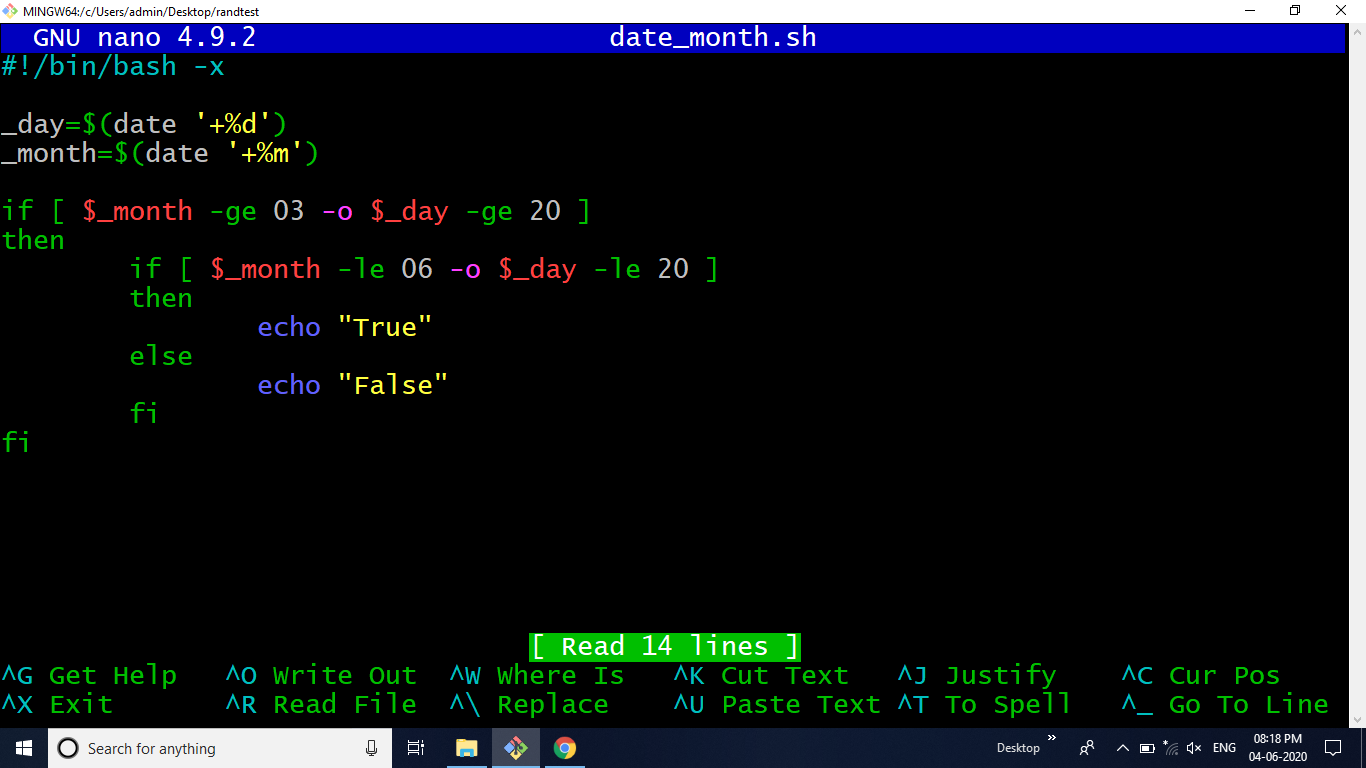 MINGW64:/c/Users/admin/Desktop/randtest
GNU nano 4.9.2 date_month.sh
#!/bin/bash -x
_day=$(date '+%d')
_month=$(date '+%m')
if [ $_month -ge 03 -o $_day -ge 20 ]
then
if [ $_month -le 06 -o $_day -le 20 ]
then
echo "True"
else
echo "False"
fi
fi
[ Read 14 lines ]
^G Get Help ^O Write Out ^W Where Is ^K Cut Text ^J Justify ^C Cur Pos
^X Exit ^R Read File ^\ Replace ^U Paste Text ^T To Spell ^_ Go To Line
Search for anything Desktop » ENG 08:18 PM
04-06-2020